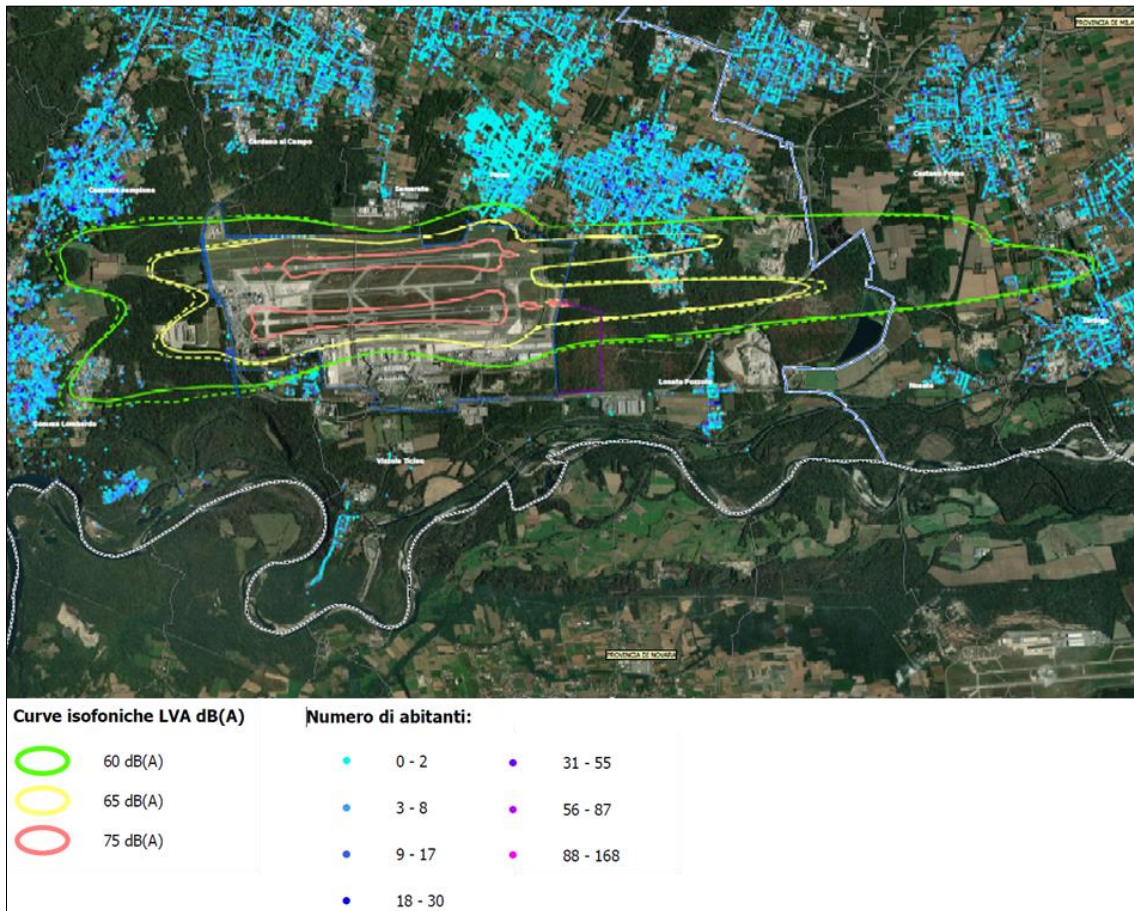 PROVINCIA DI MILA
Cardano al Campo
Casorate sempione
Samarate
Castano Primo
Turbigo
Lonate Pozzolo
Nosate
Somma Lombardo
Vizzola Ticino
PROVINCIA DI NOVARA
Curve isofoniche LVA dB(A)
60 dB(A)
65 dB(A)
75 dB(A)
Numero di abitanti:
0 - 2
3 - 8
9 - 17
18 - 30
31 - 55
56 - 87
88 - 168